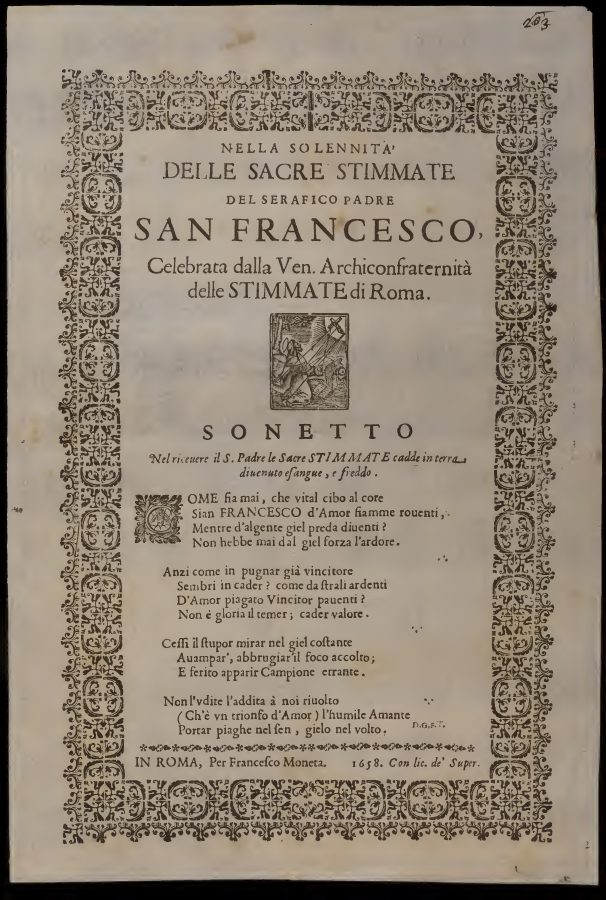 203
NELLA SOLENNITA'
DELLE SACRE STIMMATE
DEL SERAFICO PADRE
SAN FRANCESCO,
Celebrata dalla Ven. Archiconfraternità
delle STIMMATE di Roma.
SONETTO
Nel riceuere il S. Padre le Sacre STIMMATE cadde in terra
diuenuto eſangue, e freddo.
COME ſia mai, che vital cibo al core
Sian FRANCESCO d'Amor fiamme rouenti,
Mentre d'algente giel preda diuenti?
Non hebbe mai dal giel forza l'ardore.
Anzi come in pugnar già vincitore
Sembri in cader? come da ſtrali ardenti
D'Amor piagato Vincitor pauenti?
Non è gloria il temer; cader valore.
Ceſſi il ſtupor mirar nel giel coſtante
Auampar', abbrugiar'il foco accolto;
E ferito apparir Campione errante.
Non l'vdite l'addita à noi riuolto
(Ch'è vn trionfo d'Amor) l'humile Amante
Portar piaghe nel ſen, gielo nel volto.
IN ROMA, Per Franceſco Moneta. 1658. Con lic. de' Super.